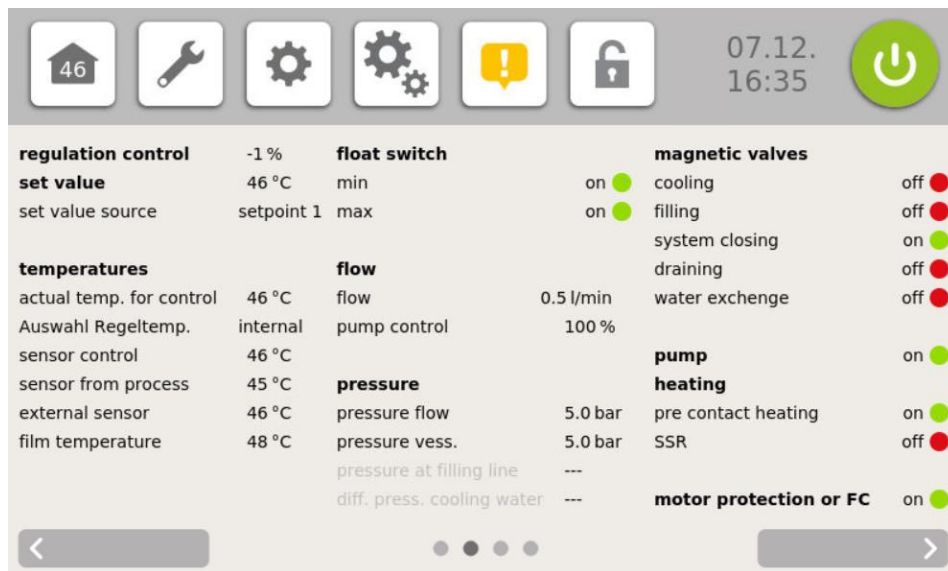 46
07.12.
16:35
regulation control -1 %
set value 46 °C
set value source setpoint 1
temperatures
actual temp. for control 46 °C
Auswahl Regeltemp. internal
sensor control 46 °C
sensor from process 45 °C
external sensor 46 °C
film temperature 48 °C
float switch
min on
max on
flow
flow 0.5 l/min
pump control 100 %
pressure
pressure flow 5.0 bar
pressure vess. 5.0 bar
pressure at filling line ---
diff. press. cooling water ---
magnetic valves
cooling off
filling off
system closing on
draining off
water exchenge off
pump on
heating
pre contact heating on
SSR off
motor protection or FC on